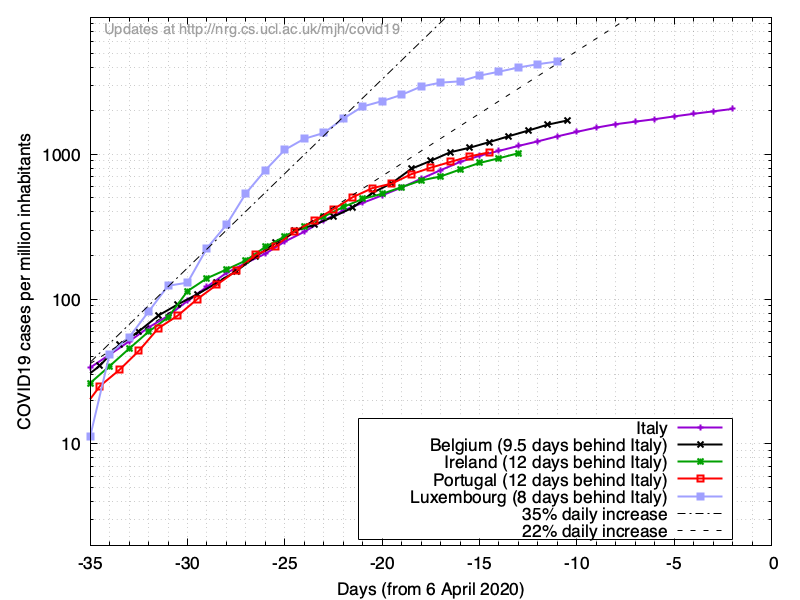 Updates at http://nrg.cs.ucl.ac.uk/mjh/covid19
COVID19 cases per million inhabitants
1000
100
10
Italy
Belgium (9.5 days behind Italy)
Ireland (12 days behind Italy)
Portugal (12 days behind Italy)
Luxembourg (8 days behind Italy)
35% daily increase
22% daily increase
-35 -30 -25 -20 -15 -10 -5 0
Days (from 6 April 2020)